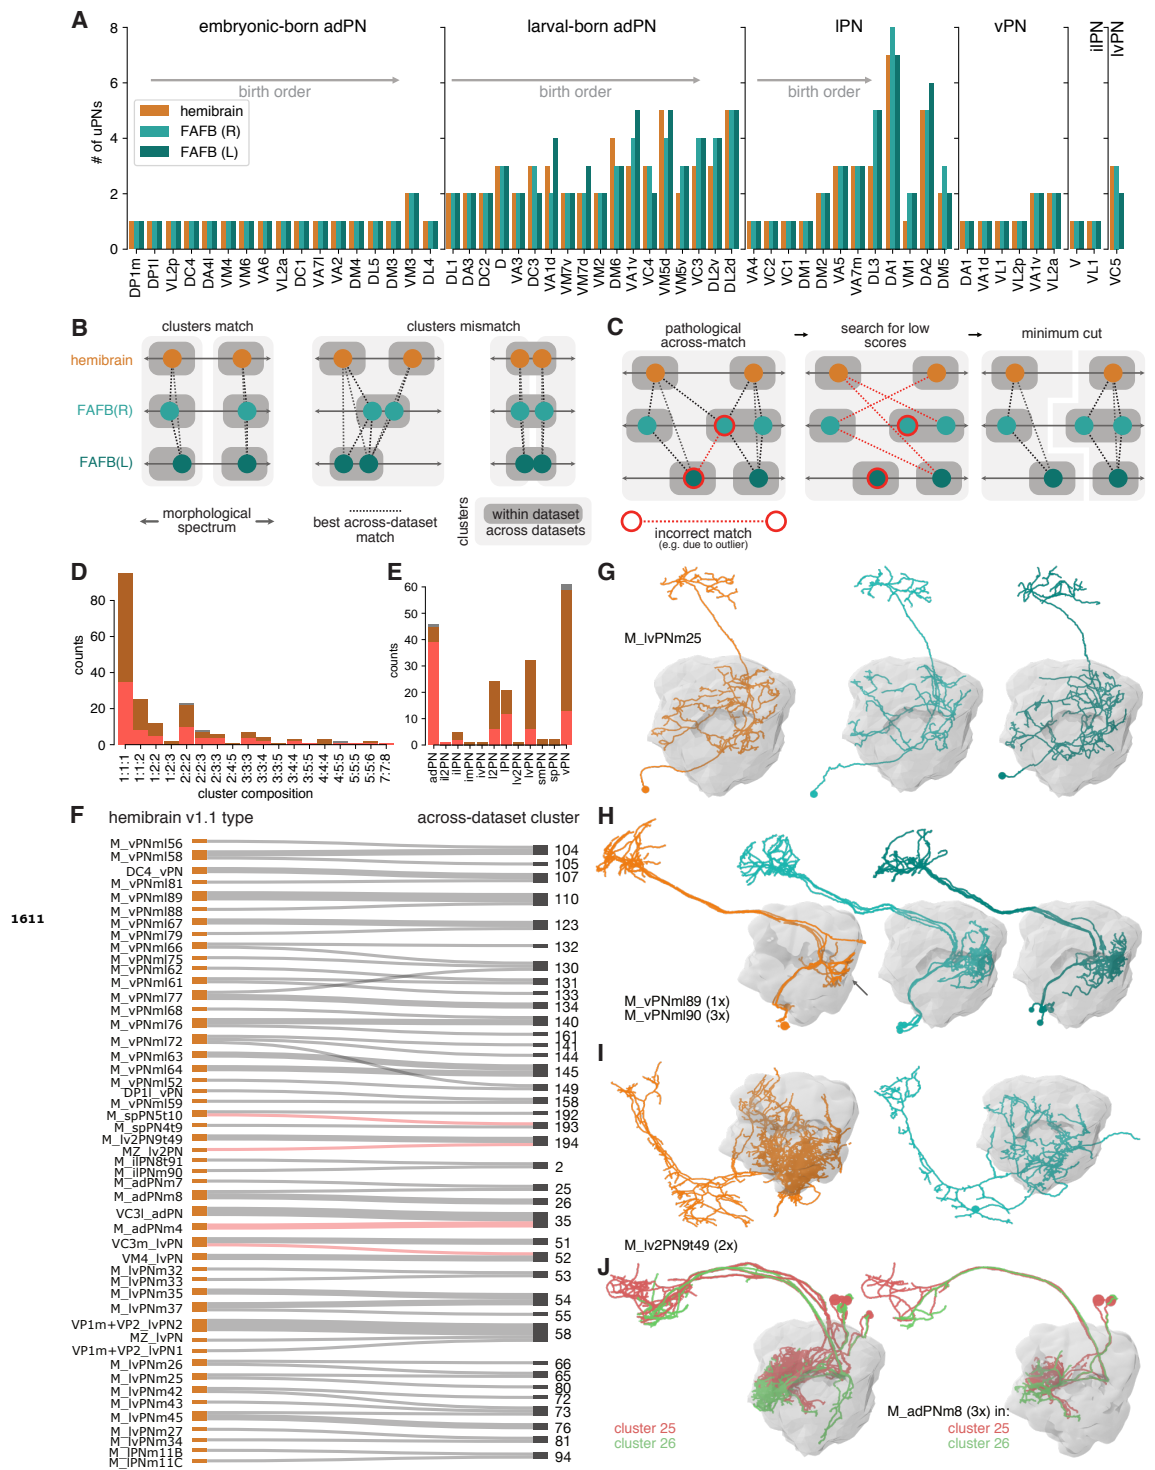 A
embryonic-born adPN
larval-born adPN
lPN
vPN
ilPN
lvPN
birth order
birth order
birth order
hemibrain
FAFB (R)
FAFB (L)
# of uPNs
8
6
4
2
0
DP1m
DP1l
VL2p
DC4
DA4l
VM4
VM6
VA6
VL2a
DC1
VA7l
VA2
DM4
DL5
DM3
VM3
DL4
DL1
DA3
DC2
D
VA3
DC3
VA1d
VM7v
VM7d
VM2
DM6
VA1v
VC4
VM5d
VM5v
VC3
DL2v
DL2d
VA4
VC2
VC1
DM1
DM2
VA5
VA7m
DL3
DA1
VM1
DA2
DM5
DA1
VA1d
VL1
VL2p
VA1v
VL2a
V
VL1
VC5
B
clusters match
clusters mismatch
hemibrain
FAFB(R)
FAFB(L)
morphological
spectrum
best across-dataset
match
clusters
within dataset
across datasets
C
pathological
across-match
search for low
scores
minimum cut
incorrect match
(e.g. due to outlier)
D
counts
80
60
40
20
0
1:1:1
1:1:2
1:2:2
1:2:3
2:2:2
2:2:3
2:3:3
2:4:5
3:3:3
3:3:4
3:3:5
3:4:4
3:5:5
4:4:4
4:5:5
5:5:5
5:5:6
7:7:8
cluster composition
E
counts
60
50
40
30
20
10
0
adPN
il2PN
ilPN
imPN
ivPN
l2PN
lPN
lv2PN
lvPN
smPN
spPN
vPN
F
hemibrain v1.1 type
across-dataset cluster
M_vPNml56
M_vPNml58
DC4_vPN
M_vPNml81
M_vPNml89
M_vPNml88
M_vPNml67
M_vPNml79
M_vPNml66
M_vPNml75
M_vPNml62
M_vPNml61
M_vPNml77
M_vPNml68
M_vPNml76
M_vPNml72
M_vPNml63
M_vPNml64
M_vPNml52
DP1l_vPN
M_vPNml59
M_spPN5t10
M_spPN4t9
M_lv2PN9t49
MZ_lv2PN
M_ilPN8t91
M_ilPNm90
M_adPNm7
M_adPNm8
VC3l_adPN
M_adPNm4
VC3m_lvPN
VM4_lvPN
M_lvPNm32
M_lvPNm33
M_lvPNm35
M_lvPNm37
VP1m+VP2_lvPN2
MZ_lvPN
VP1m+VP2_lvPN1
M_lvPNm26
M_lvPNm25
M_lvPNm42
M_lvPNm43
M_lvPNm45
M_lvPNm27
M_lvPNm34
M_lPNm11B
M_lPNm11C
104
105
107
110
123
132
130
131
133
134
140
161
141
144
145
149
158
192
193
194
2
25
26
35
51
52
53
54
55
58
66
65
80
72
73
76
81
94
1611
G
M_lvPNm25
H
M_vPNml89 (1x)
M_vPNml90 (3x)
I
M_lv2PN9t49 (2x)
J
cluster 25
cluster 26
M_adPNm8 (3x) in:
cluster 25
cluster 26